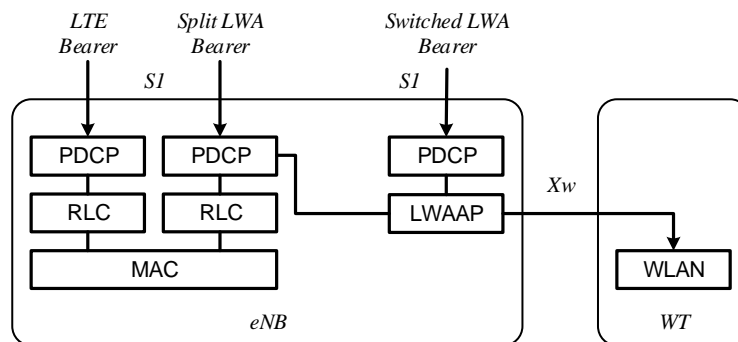 LTE Split LWA Switched LWA
Bearer Bearer Bearer
S1 S1
PDCP PDCP PDCP
Xw
RLC RLC LWAAP
MAC WLAN
eNB WT